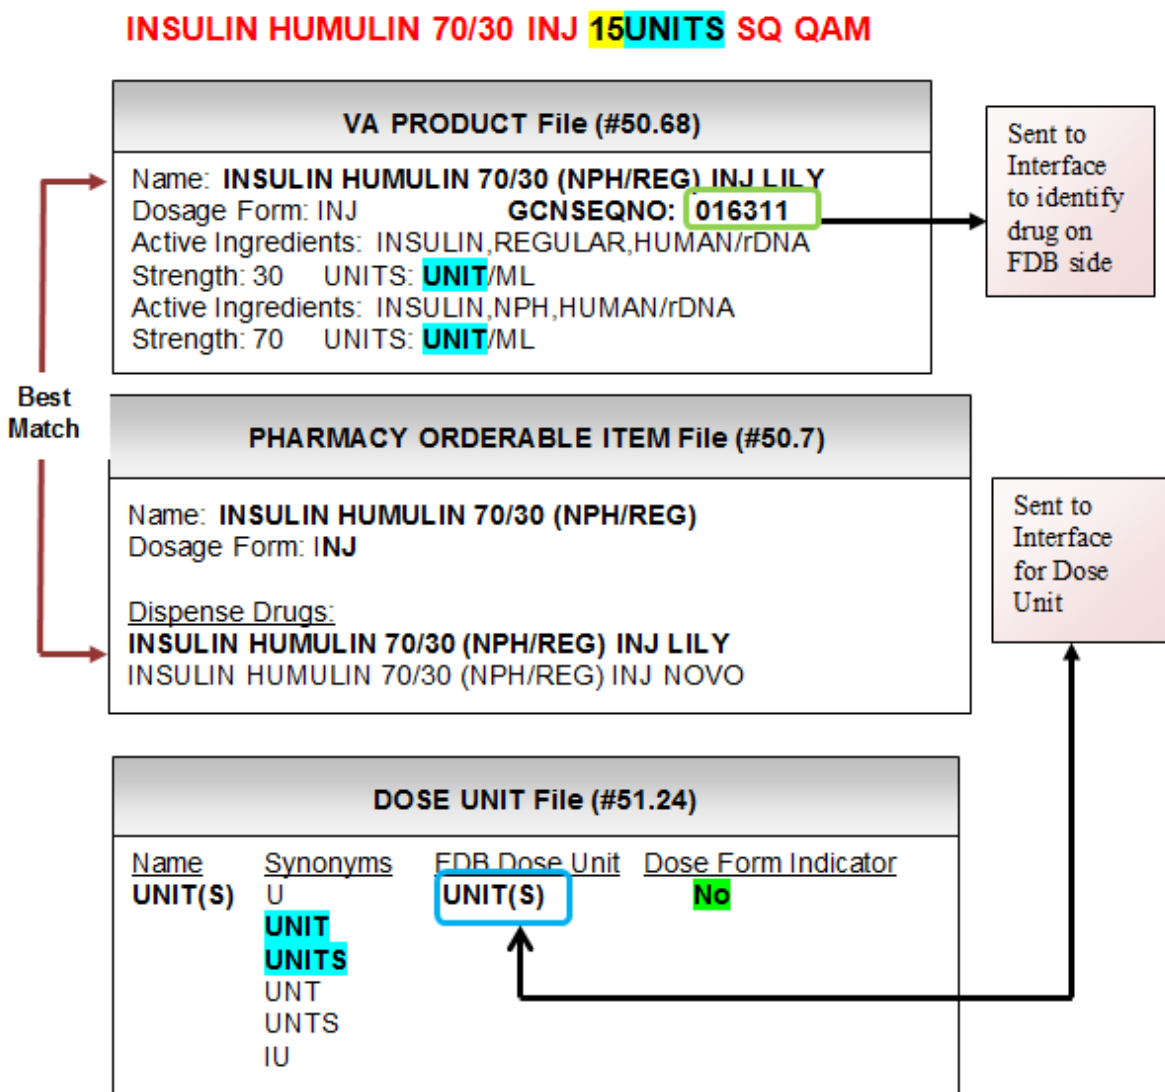 INSULIN HUMULIN 70/30 INJ 15UNITS SQ QAM
VA PRODUCT File (#50.68)
Name: INSULIN HUMULIN 70/30 (NPH/REG) INJ LILY
Dosage Form: INJ GCNSEQNO: 016311
Active Ingredients: INSULIN,REGULAR,HUMAN/rDNA
Strength: 30 UNITS: UNIT/ML
Active Ingredients: INSULIN,NPH,HUMAN/rDNA
Strength: 70 UNITS: UNIT/ML
Sent to
Interface
to identify
drug on
FDB side
Best
Match
PHARMACY ORDERABLE ITEM File (#50.7)
Name: INSULIN HUMULIN 70/30 (NPH/REG)
Dosage Form: INJ
Dispense Drugs:
INSULIN HUMULIN 70/30 (NPH/REG) INJ LILY
INSULIN HUMULIN 70/30 (NPH/REG) INJ NOVO
Sent to
Interface
for Dose
Unit
DOSE UNIT File (#51.24)
Name Synonyms FDB Dose Unit Dose Form Indicator
UNIT(S) U UNIT(S) No
UNIT
UNITS
UNT
UNTS
IU